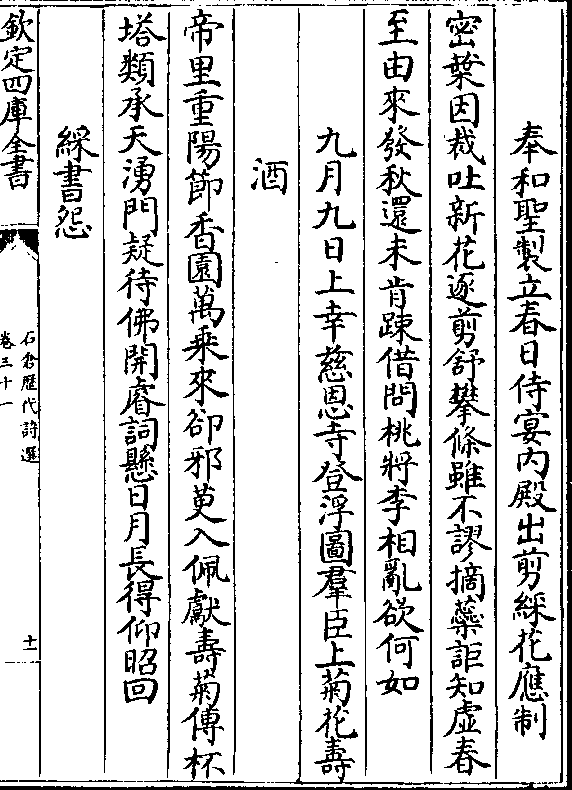 奉和聖製立春日侍宴内殿出剪綵花應制
密葉因裁吐新花逐剪舒攀條雖不謬摘蘂詎知虚春
至由來發秋還未肯踈借問桃將李相亂欲何如
九月九日上幸慈恩寺登浮圖羣臣上菊花壽
酒
帝里重陽節香園萬乘來卻邪萸入佩獻壽菊傳杯
塔類承天湧門疑待佛開睿詞懸日月長得仰昭回
綵書怨
欽定四庫全書
石倉歴代詩選
卷三十一
十一